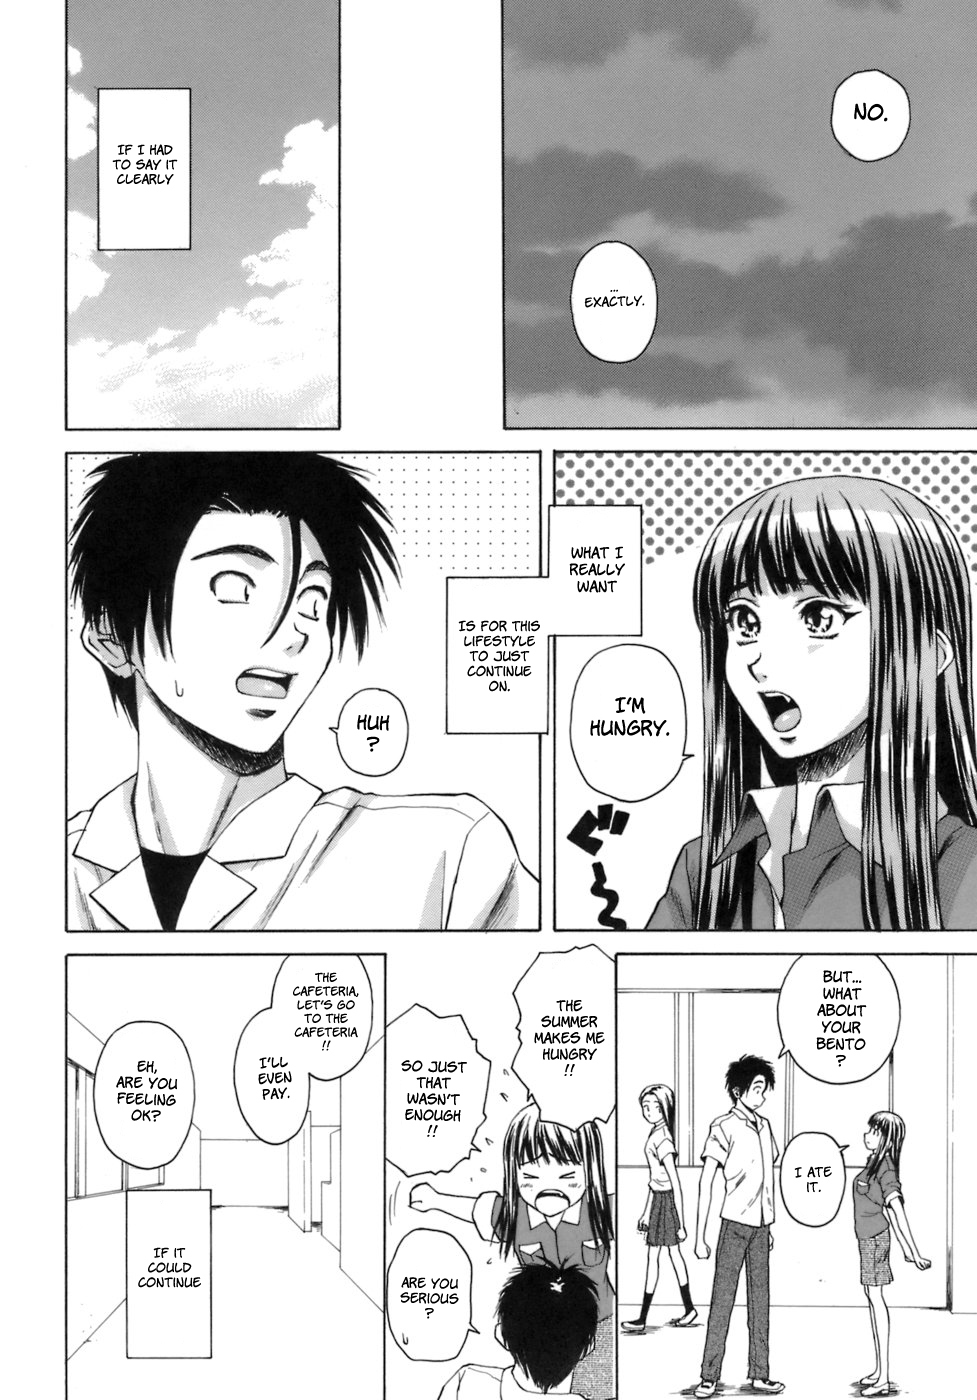 NO.
...
EXACTLY.
IF I HAD
TO SAY IT
CLEARLY
WHAT I
REALLY
WANT
I'M
HUNGRY.
IS FOR THIS
LIFESTYLE
TO JUST
CONTINUE
ON.
HUH
?
BUT...
WHAT
ABOUT
YOUR
BENTO
?
I ATE
IT.
THE
SUMMER
MAKES ME
HUNGRY
!!
SO JUST
THAT
WASN'T
ENOUGH
!!
ARE YOU
SERIOUS
?
THE
CAFETERIA,
LET'S GO
TO THE
CAFETERIA
!!
I'LL
EVEN
PAY.
EH,
ARE YOU
FEELING
OK?
IF IT
COULD
CONTINUE